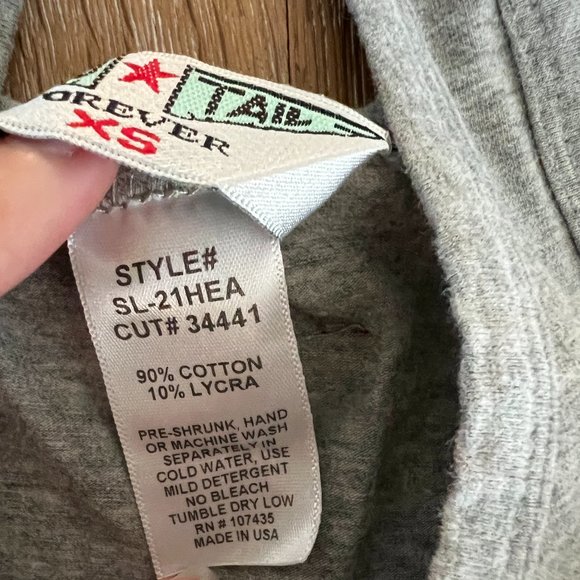 TAIL
FOREVER
XS
STYLE#
SL-21HEA
CUT# 34441
90% COTTON
10% LYCRA
PRE-SHRUNK, HAND
OR MACHINE WASH
SEPARATELY IN
COLD WATER, USE
MILD DETERGENT
NO BLEACH
TUMBLE DRY LOW
RN # 107435
MADE IN USA